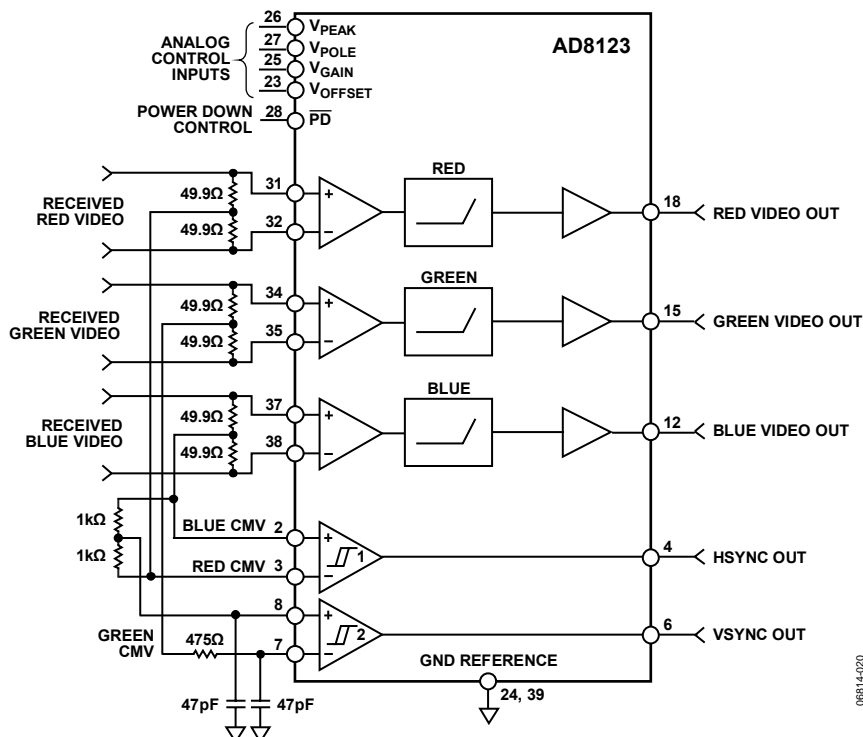 26
V_PEAK
AD8123
ANALOG
CONTROL
INPUTS
27
V_POLE
25
V_GAIN
23
V_OFFSET
POWER DOWN
CONTROL
28
PD
RECEIVED
RED VIDEO
49.9Ω
49.9Ω
31
32
+
–
RED
18
RED VIDEO OUT
RECEIVED
GREEN VIDEO
49.9Ω
49.9Ω
34
35
+
–
GREEN
15
GREEN VIDEO OUT
RECEIVED
BLUE VIDEO
49.9Ω
49.9Ω
37
38
+
–
BLUE
12
BLUE VIDEO OUT
1kΩ
1kΩ
BLUE CMV
2
RED CMV
3
+
–
1
4
HSYNC OUT
GREEN
CMV
475Ω
8
7
+
–
2
6
VSYNC OUT
GND REFERENCE
24, 39
47pF
47pF
06814-020